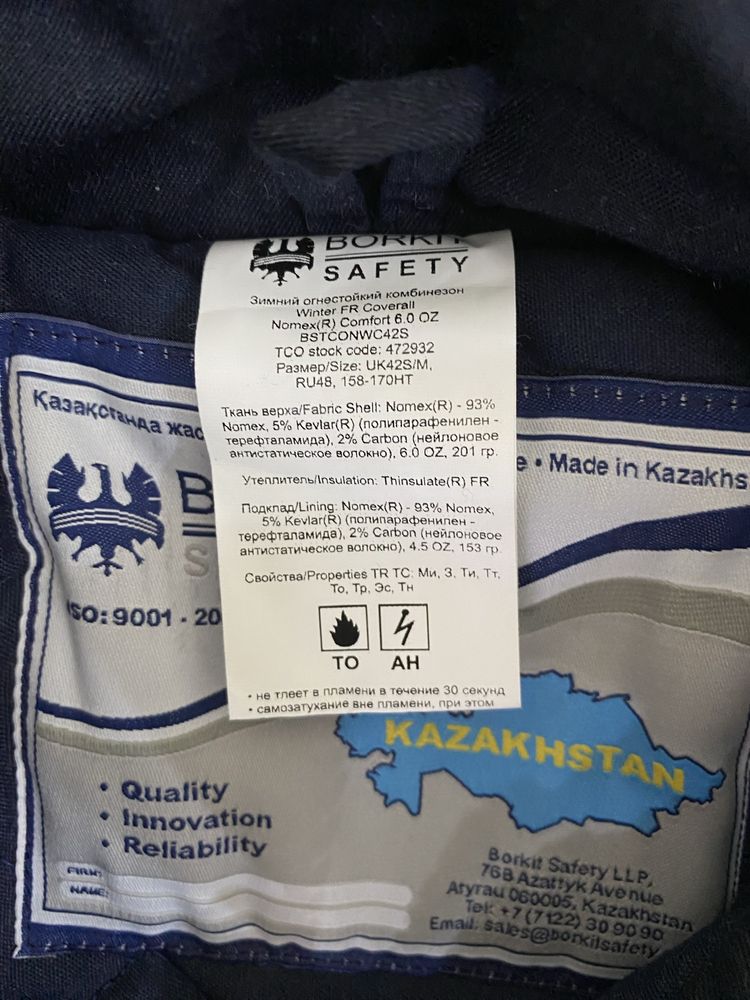 BORKIT
SAFETY
Зимний огнестойкий комбинезон
Winter FR Coverall
Nomex(R) Comfort 6.0 OZ
BSTCONWC42S
TCO stock code: 472932
Размер/Size: UK42S/M,
RU48, 158-170HT
Ткань верха/Fabric Shell: Nomex(R) - 93%
Nomex, 5% Kevlar(R) (полипарафенилен -
терефталамида), 2% Carbon (нейлоновое
антистатическое волокно), 6.0 OZ, 201 гр.
Утеплитель/Insulation: Thinsulate(R) FR
Подклад/Lining: Nomex(R) - 93% Nomex,
5% Kevlar(R) (полипарафенилен -
терефталамида), 2% Carbon (нейлоновое
антистатическое волокно), 4.5 OZ, 153 гр.
Свойства/Properties TR TC: Ми, З, Ти, Тт,
То, Тр, Эс, Тн
ТО АН
• не тлеет в пламени в течение 30 секунд
• самозатухание вне пламени, при этом
Қазақстанда жас
e • Made in Kazakhs
B
S
ISO: 9001 - 20
KAZAKHSTAN
• Quality
• Innovation
• Reliability
FIRM:
NAME:
Borkit Safety LLP,
76B Azattyk Avenue
Atyrau 060005, Kazakhstan
Tel: +7 (7122) 30 90 90
Email: sales@borkitsafety.